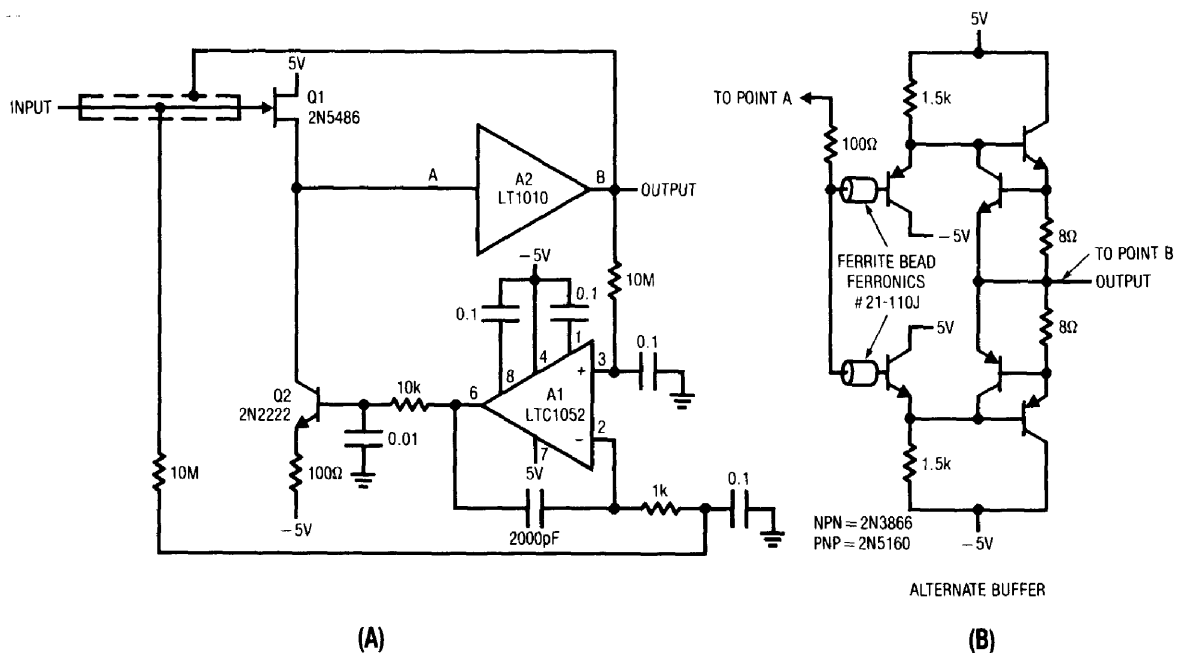 5V
INPUT
Q1
2N5486
A
A2
LT1010
B
OUTPUT
−5V
10M
0.1
0.1
1
4
8
3
+
0.1
A1
LTC1052
6
10k
2
−
7
5V
Q2
2N2222
0.01
100Ω
−5V
10M
2000pF
1k
0.1
(A)
5V
TO POINT A
1.5k
100Ω
−5V
8Ω
TO POINT B
OUTPUT
FERRITE BEAD
FERRONICS
#21-110J
5V
8Ω
1.5k
NPN = 2N3866
PNP = 2N5160
−5V
ALTERNATE BUFFER
(B)